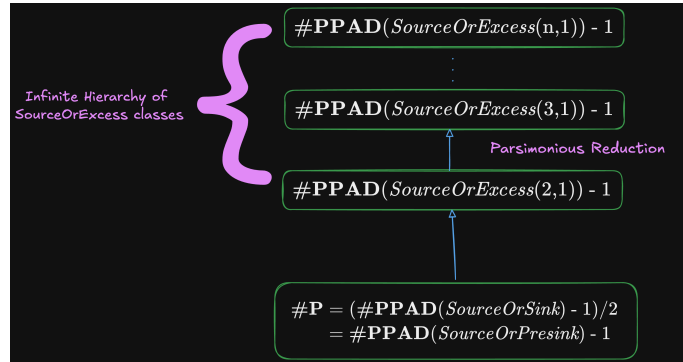 #PPAD(SourceOrExcess(n,1)) - 1
Infinite Hierarchy of
SourceOrExcess classes
#PPAD(SourceOrExcess(3,1)) - 1
Parsimonious Reduction
#PPAD(SourceOrExcess(2,1)) - 1
#P = (#PPAD(SourceOrSink) - 1)/2
= #PPAD(SourceOrPresink) - 1